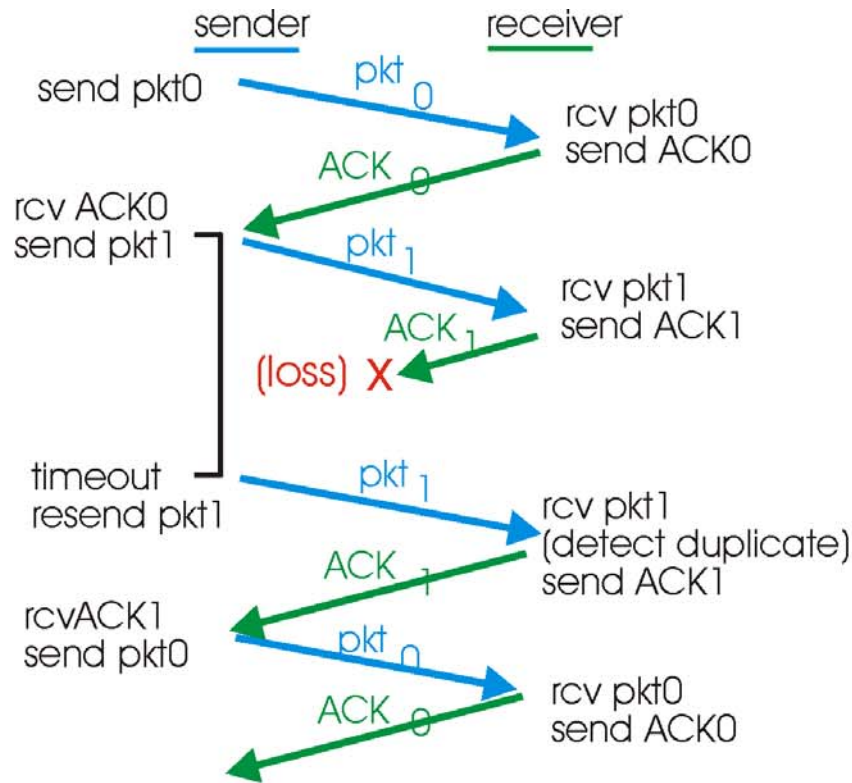 sender
receiver
send pkt0
pkt 0
rcv pkt0
send ACK0
ACK 0
rcv ACK0
send pkt1
pkt 1
rcv pkt1
send ACK1
ACK 1
(loss) X
timeout
resend pkt1
pkt 1
rcv pkt1
(detect duplicate)
send ACK1
ACK 1
rcvACK1
send pkt0
pkt 0
rcv pkt0
send ACK0
ACK 0